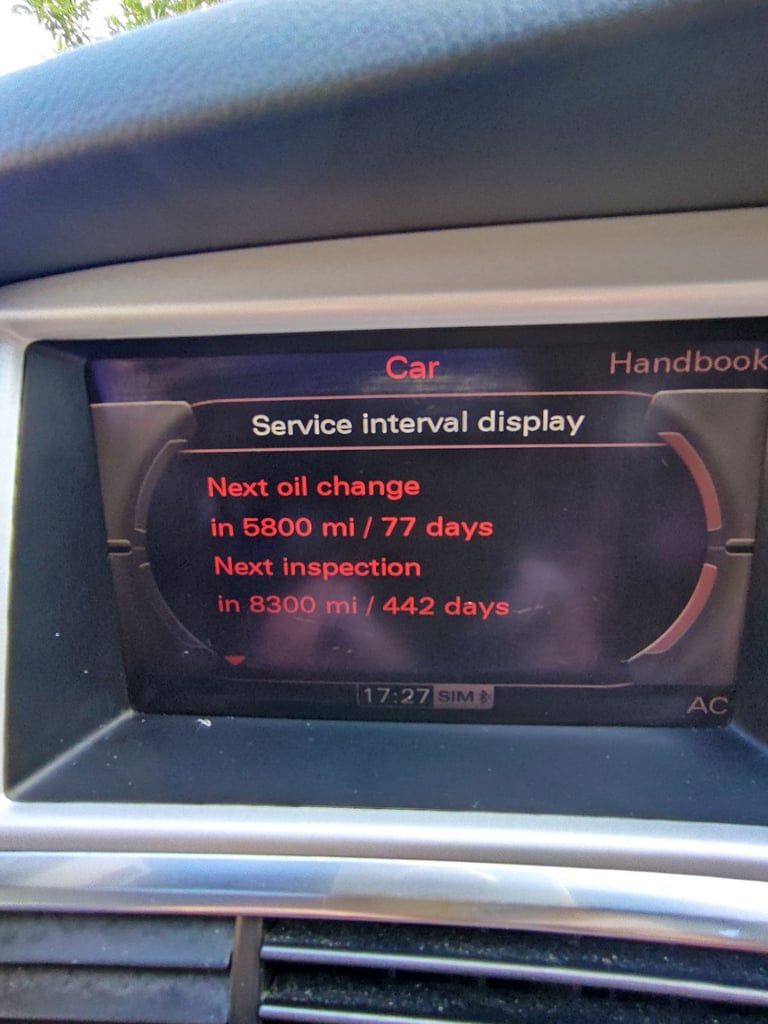 Car
Handbook
Service interval display
Next oil change
in 5800 mi / 77 days
Next inspection
in 8300 mi / 442 days
17:27 SIM
AC